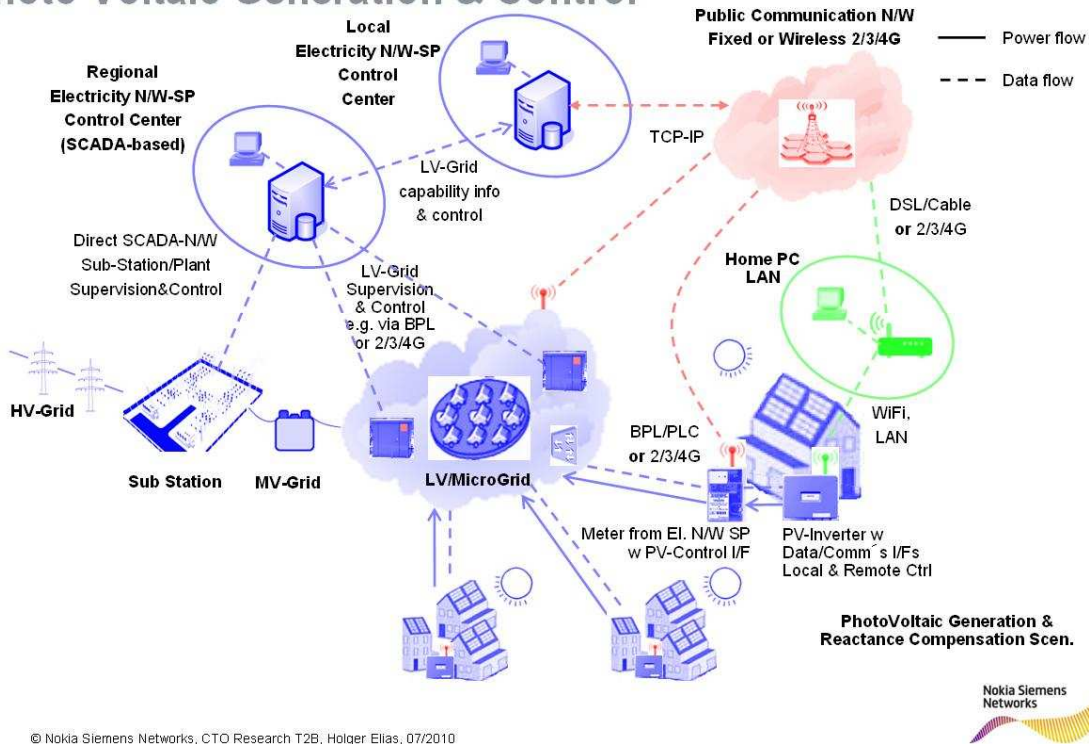 Photo Voltaic Generation & Control
Local
Electricity N/W-SP
Control
Center
Public Communication N/W
Fixed or Wireless 2/3/4G
Power flow
Data flow
Regional
Electricity N/W-SP
Control Center
(SCADA-based)
TCP-IP
LV-Grid
capability info
& control
DSL/Cable
or 2/3/4G
Direct SCADA-N/W
Sub-Station/Plant
Supervision&Control
LV-Grid
Supervision
& Control
e.g. via BPL
or 2/3/4G
Home PC
LAN
HV-Grid
WiFi,
LAN
BPL/PLC
or 2/3/4G
Sub Station
MV-Grid
LV/MicroGrid
Meter from El. N/W SP
w PV-Control I/F
PV-Inverter w
Data/Comm´s I/Fs
Local & Remote Ctrl
PhotoVoltaic Generation &
Reactance Compensation Scen.
Nokia Siemens
Networks
© Nokia Siemens Networks, CTO Research T2B, Holger Elias, 07/2010